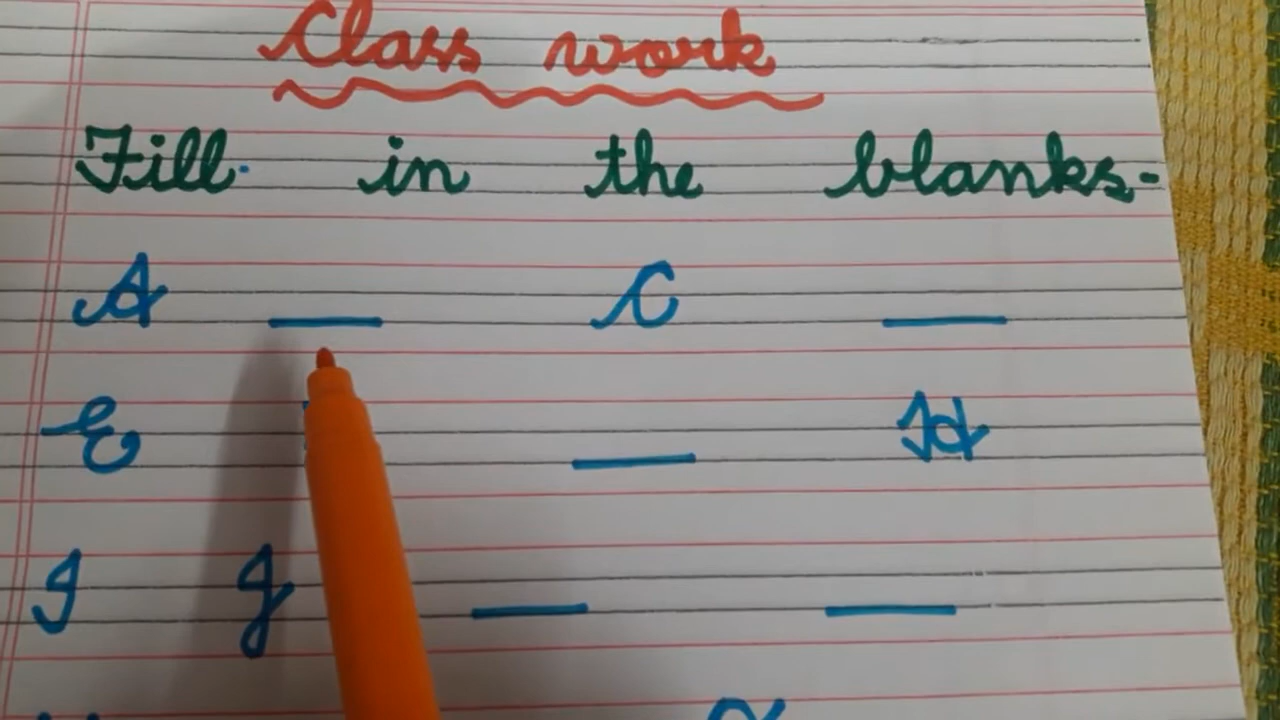 Class work
Fill in the blanks-
A ___ C ___
E ___ H
I J ___ ___